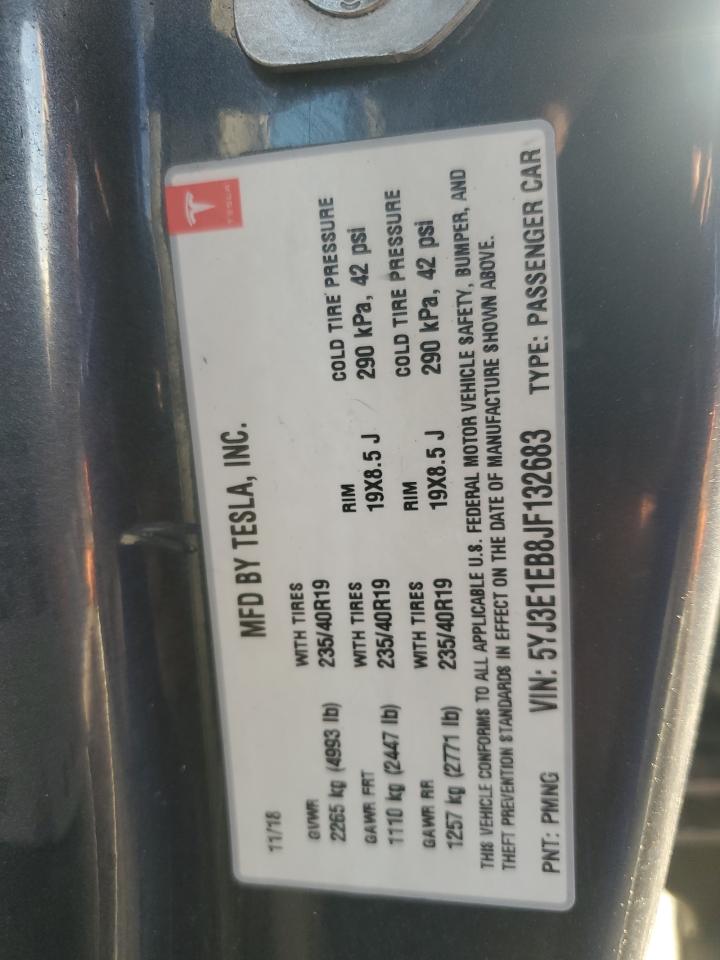 TESLA
MFD BY TESLA, INC.
11/18
GVWR WITH TIRES
2265 kg (4993 lb) 235/40R19
GAWR FRT WITH TIRES RIM COLD TIRE PRESSURE
1110 kg (2447 lb) 235/40R19 19X8.5 J 290 kPa, 42 psi
GAWR RR WITH TIRES RIM COLD TIRE PRESSURE
1257 kg (2771 lb) 235/40R19 19X8.5 J 290 kPa, 42 psi
THIS VEHICLE CONFORMS TO ALL APPLICABLE U.S. FEDERAL MOTOR VEHICLE SAFETY, BUMPER, AND
THEFT PREVENTION STANDARDS IN EFFECT ON THE DATE OF MANUFACTURE SHOWN ABOVE.
PNT: PMNG VIN: 5YJ3E1EB8JF132683 TYPE: PASSENGER CAR